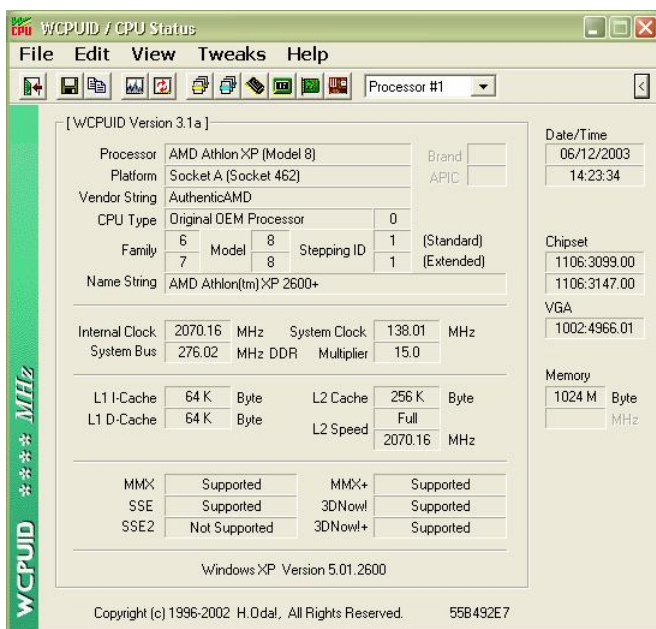 WCPUID / CPU Status
File Edit View Tweaks Help
Processor #1
[ WCPUID Version 3.1a ]
Processor AMD Athlon XP (Model 8) Brand
Platform Socket A (Socket 462) APIC
Vendor String AuthenticAMD
CPU Type Original OEM Processor 0
Family 6 Model 8 Stepping ID 1 (Standard)
7 8 1 (Extended)
Name String AMD Athlon(tm) XP 2600+
Internal Clock 2070.16 MHz System Clock 138.01 MHz
System Bus 276.02 MHz DDR Multiplier 15.0
L1 I-Cache 64 K Byte L2 Cache 256 K Byte
L1 D-Cache 64 K Byte L2 Speed Full
2070.16 MHz
MMX Supported MMX+ Supported
SSE Supported 3DNow! Supported
SSE2 Not Supported 3DNow!+ Supported
Windows XP Version 5.01.2600
Copyright (c) 1996-2002 H.Oda!, All Rights Reserved. 55B492E7
Date/Time
06/12/2003
14:23:34
Chipset
1106:3099.00
1106:3147.00
VGA
1002:4966.01
Memory
1024 M Byte
MHz
WCPUID **** MHz